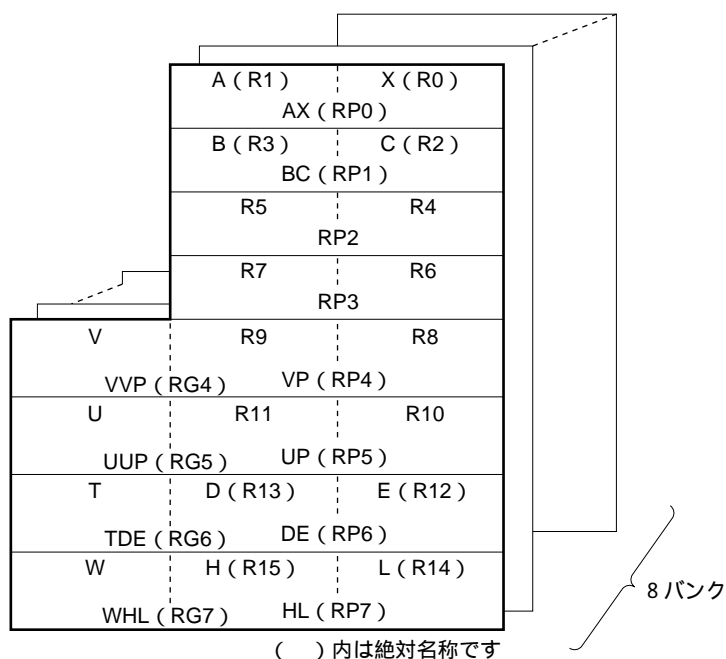 A（R1） X（R0）
AX（RP0）
B（R3） C（R2）
BC（RP1）
R5 R4
RP2
R7 R6
RP3
V R9 R8
VVP（RG4） VP（RP4）
U R11 R10
UUP（RG5） UP（RP5）
T D（R13） E（R12）
TDE（RG6） DE（RP6）
W H（R15） L（R14）
WHL（RG7） HL（RP7）
8バンク
（　）内は絶対名称です